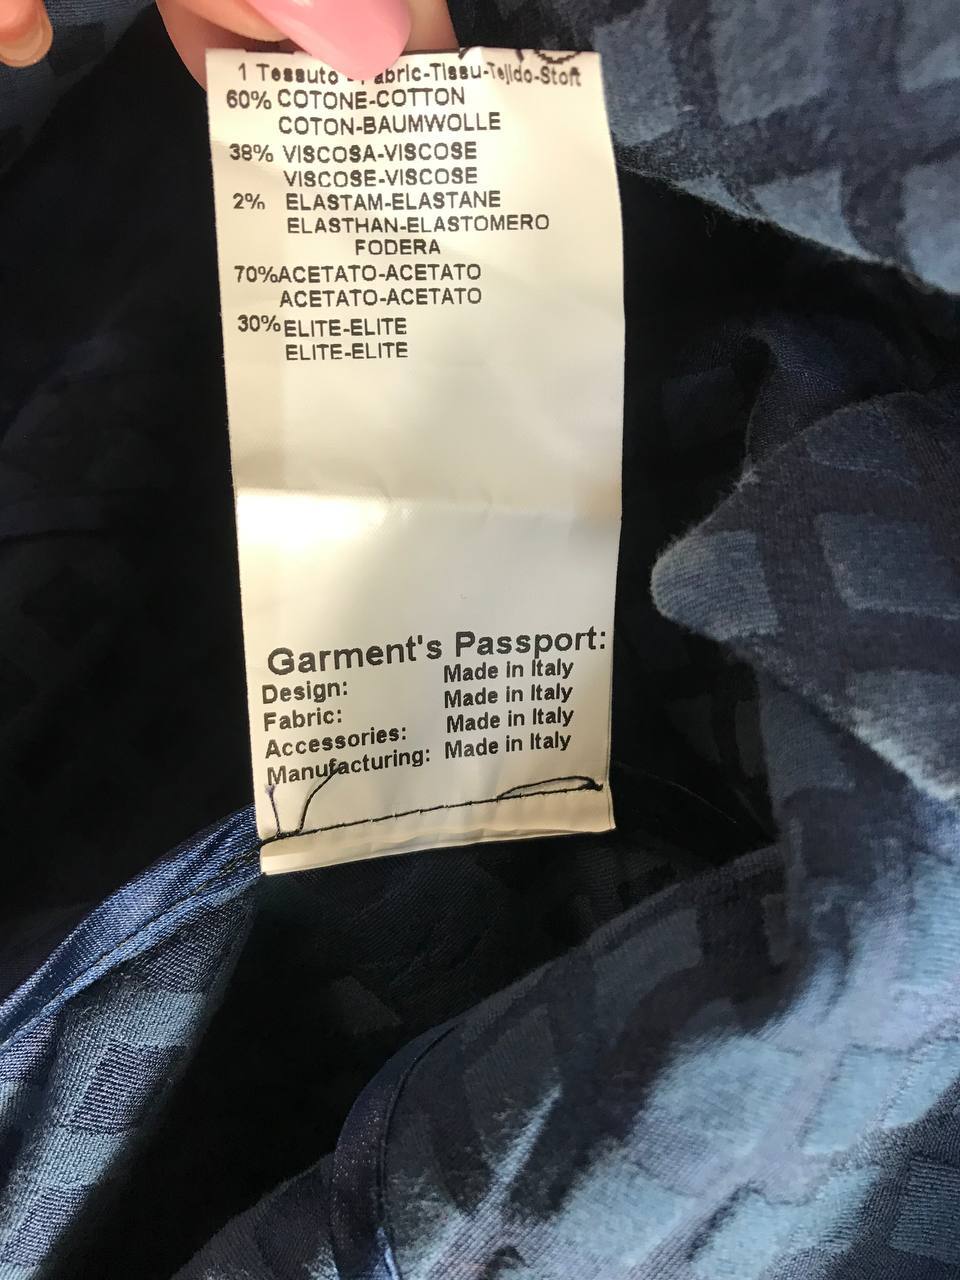 1 Tessuto - Fabric-Tissu-Tejido-Stoff
60% COTONE-COTTON
COTON-BAUMWOLLE
38% VISCOSA-VISCOSE
VISCOSE-VISCOSE
2% ELASTAM-ELASTANE
ELASTHAN-ELASTOMERO
FODERA
70%ACETATO-ACETATO
ACETATO-ACETATO
30%ELITE-ELITE
ELITE-ELITE
Garment's Passport:
Design: Made in Italy
Fabric: Made in Italy
Accessories: Made in Italy
Manufacturing: Made in Italy